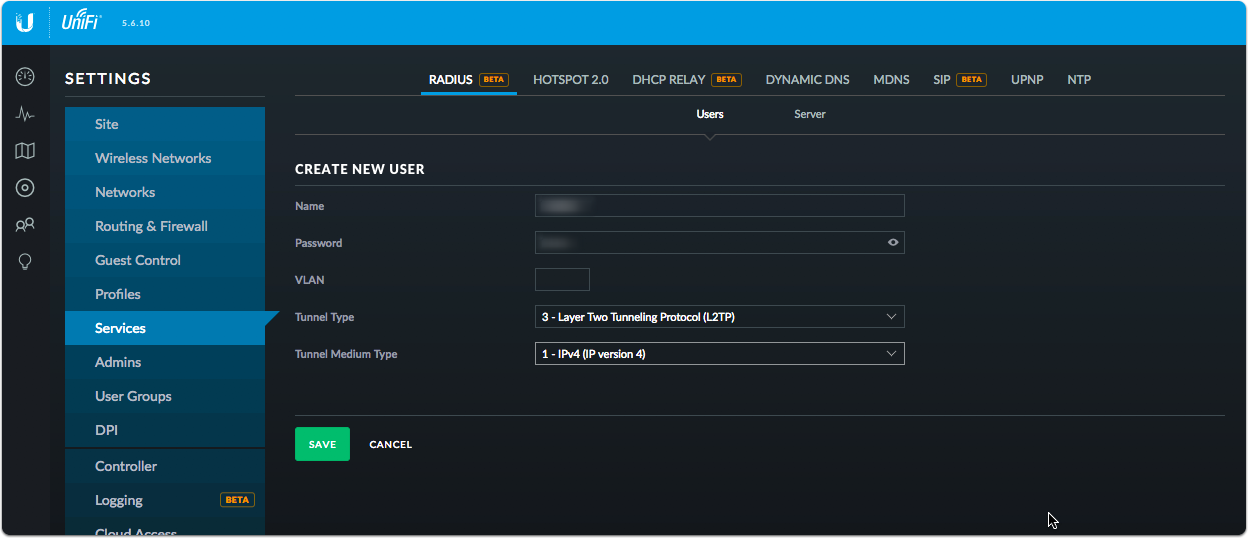 UniFi 5.6.10
SETTINGS
RADIUS BETA HOTSPOT 2.0 DHCP RELAY BETA DYNAMIC DNS MDNS SIP BETA UPNP NTP
Users Server
Site
Wireless Networks
Networks
Routing & Firewall
Guest Control
Profiles
Services
Admins
User Groups
DPI
Controller
Logging BETA
Cloud Access
CREATE NEW USER
Name
Password
VLAN
Tunnel Type 3 - Layer Two Tunneling Protocol (L2TP)
Tunnel Medium Type 1 - IPv4 (IP version 4)
SAVE CANCEL